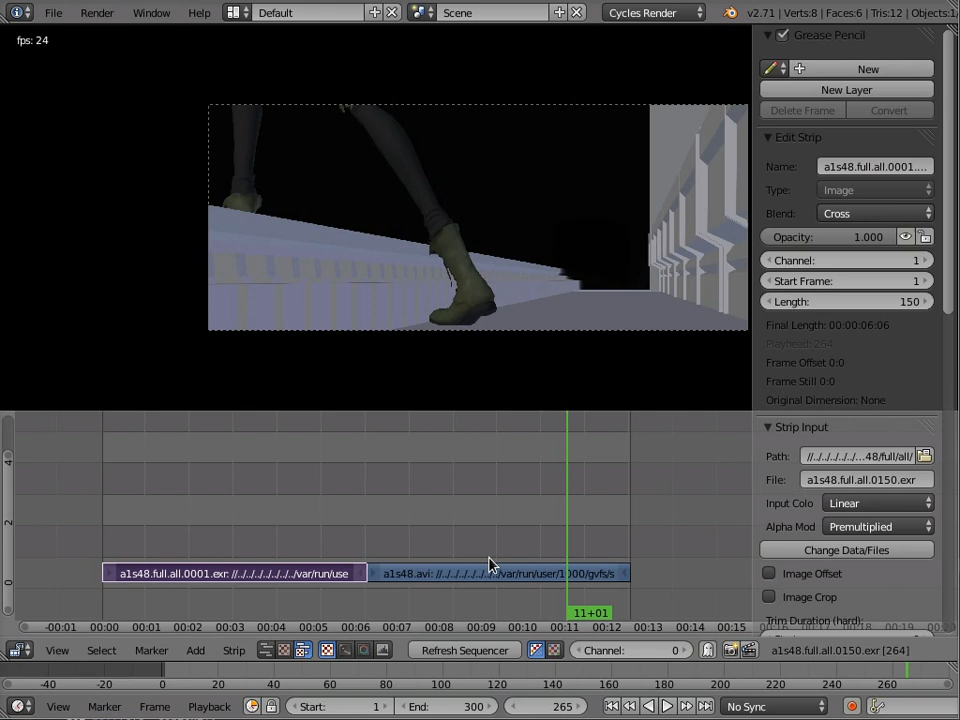 File Render Window Help Default Scene Cycles Render v2.71 | Verts:8 | Faces:6 | Tris:12 | Objects:1
fps: 24
Grease Pencil
New
New Layer
Delete Frame Convert
Edit Strip
Name: a1s48.full.all.0001....
Type: Image
Blend: Cross
Opacity: 1.000
Channel: 1
Start Frame: 1
Length: 150
Final Length: 00:00:06:06
Playhead: 264
Frame Offset 0:0
Frame Still 0:0
Original Dimension: None
Strip Input
Path: //../../../../...48/full/all/
File: a1s48.full.all.0150.exr
Input Colo Linear
Alpha Mod Premultiplied
Change Data/Files
Image Offset
Image Crop
Trim Duration (hard):
4
2
0
a1s48.full.all.0001.exr: //../../../../../../../var/run/use
a1s48.avi: //../../../../../../../var/run/user/1000/gvfs/s
11+01
-00:01 00:00 00:01 00:02 00:03 00:04 00:05 00:06 00:07 00:08 00:09 00:10 00:11 00:12 00:13 00:14 00:15
View Select Marker Add Strip Refresh Sequencer Channel: 0 a1s48.full.all.0150.exr [264]
-40 -20 0 20 40 60 80 100 120 140 160 180 200 220 240 260
View Marker Frame Playback Start: 1 End: 300 265 No Sync